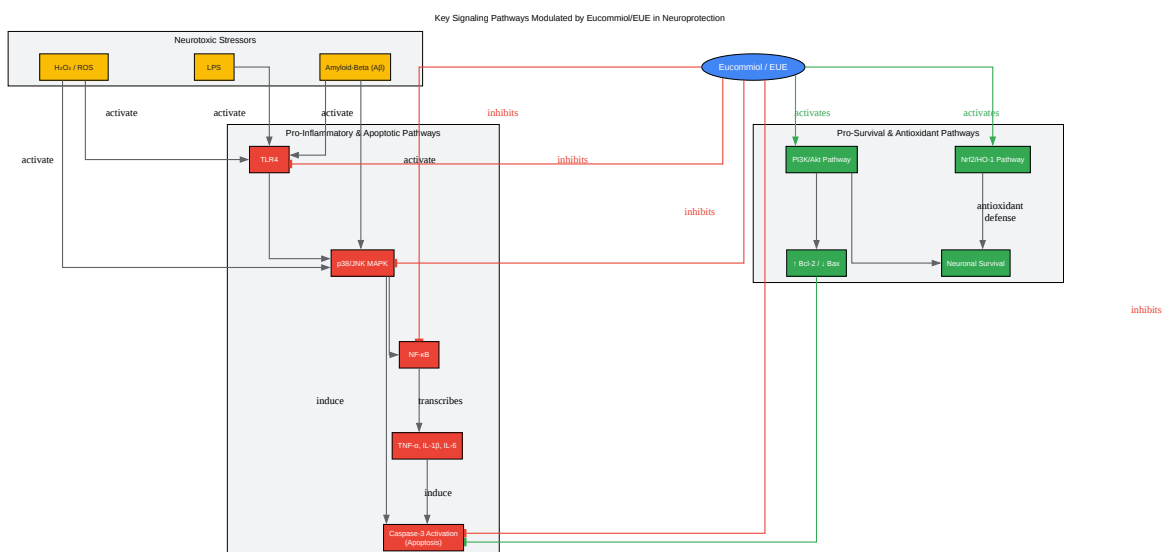 Key Signaling Pathways Modulated by Eucommiol/EUE in Neuroprotection
Neurotoxic Stressors
H₂O₂ / ROS
LPS
Amyloid-Beta (Aβ)
Eucommiol / EUE
activate
activate
activate
inhibits
activates
activates
Pro-Inflammatory & Apoptotic Pathways
Pro-Survival & Antioxidant Pathways
activate
TLR4
activate
inhibits
PI3K/Akt Pathway
Nrf2/HO-1 Pathway
inhibits
antioxidant
defense
p38/JNK MAPK
↑ Bcl-2 / ↓ Bax
Neuronal Survival
inhibits
NF-κB
induce
transcribes
TNF-α, IL-1β, IL-6
induce
Caspase-3 Activation
(Apoptosis)